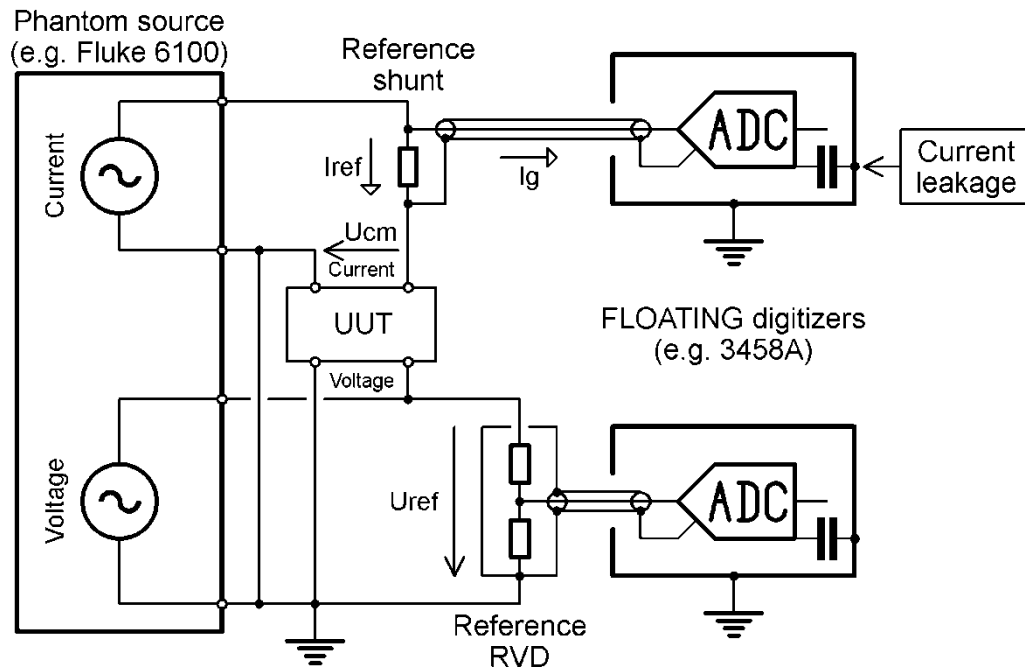 Phantom source
(e.g. Fluke 6100)
Reference
shunt
Current
Iref
Ig
ADC
Current
leakage
Ucm
Current
UUT
Voltage
FLOATING digitizers
(e.g. 3458A)
Voltage
Uref
ADC
Reference
RVD